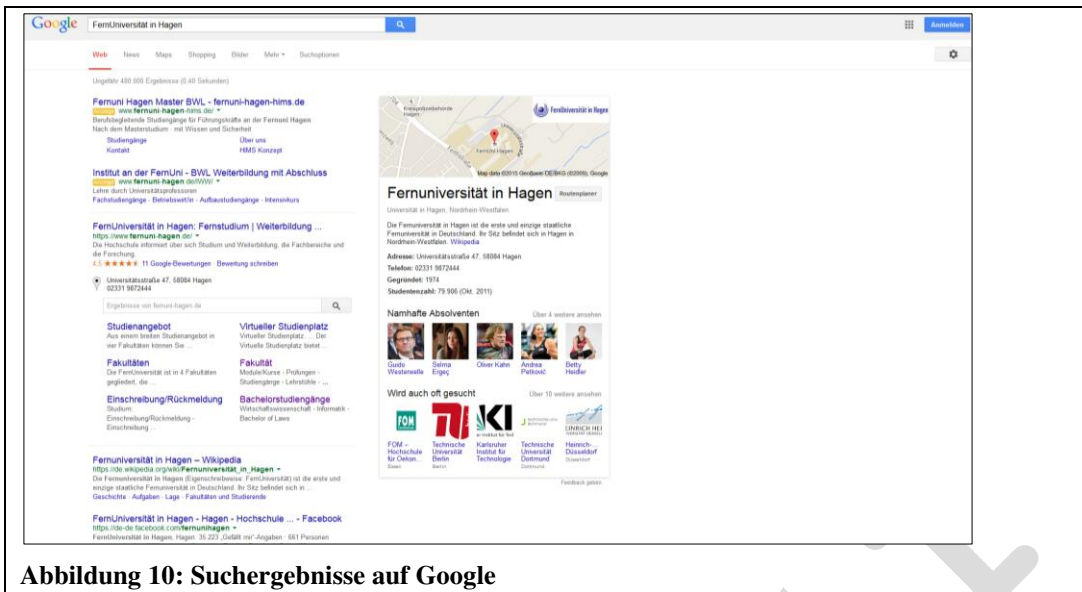 Google FernUniversität in Hagen Anmelden
Web News Maps Shopping Bilder Mehr Suchoptionen
Ungefähr 480.000 Ergebnisse (0,40 Sekunden)
Fernuni Hagen Master BWL - fernuni-hagen-hims.de
www.fernuni-hagen-hims.de/
Berufsbegleitende Studiengänge für Führungskräfte an der Fernuni Hagen
Nach dem Masterstudium - mit Wissen und Sicherheit
Studiengänge Über uns
Kontakt HIMS Konzept
Institut an der FernUni - BWL Weiterbildung mit Abschluss
www.fernuni-hagen.de/IWW/
Lehre durch Universitätsprofessoren
Fachstudiengänge - Betriebswirt/in - Aufbaustudiengänge - Intensivkurs
FernUniversität in Hagen: Fernstudium | Weiterbildung ...
https://www.fernuni-hagen.de/
Die Hochschule informiert über sich Studium und Weiterbildung, die Fachbereiche und
die Forschung.
4,5 ★★★★★ 11 Google-Bewertungen · Bewertung schreiben
Universitätsstraße 47, 58084 Hagen
02331 9872444
Ergebnisse von fernuni-hagen.de
Studienangebot
Aus einem breiten Studienangebot in
vier Fakultäten können Sie ...
Virtueller Studienplatz
Virtueller Studienplatz. ... Der
Virtuelle Studienplatz bietet ...
Fakultäten
Die FernUniversität ist in 4 Fakultäten
gegliedert, die ...
Fakultät
Module/Kurse - Prüfungen -
Studiengänge - Lehrstühle - ...
Einschreibung/Rückmeldung
Studium:
Einschreibung/Rückmeldung -
Einschreibung ...
Bachelorstudiengänge
Wirtschaftswissenschaft - Informatik -
Bachelor of Laws
Fernuniversität in Hagen – Wikipedia
https://de.wikipedia.org/wiki/Fernuniversität_in_Hagen
Die Fernuniversität in Hagen (Eigenschreibweise: FernUniversität) ist die erste und
einzige staatliche Fernuniversität in Deutschland. Ihr Sitz befindet sich in ...
Geschichte - Aufgaben - Lage - Fakultäten und Studierende
FernUniversität in Hagen - Hagen - Hochschule ... - Facebook
https://de-de.facebook.com/fernunihagen
FernUniversität in Hagen, Hagen. 35.223 „Gefällt mir“-Angaben · 661 Personen
Hagen
FernUniversität in Hagen
FernUni Hagen
Map data ©2015 GeoBasis-DE/BKG (©2009), Google
Fernuniversität in Hagen Routenplaner
Universität in Hagen, Nordrhein-Westfalen
Die Fernuniversität in Hagen ist die erste und einzige staatliche
Fernuniversität in Deutschland. Ihr Sitz befindet sich in Hagen in
Nordrhein-Westfalen. Wikipedia
Adresse: Universitätsstraße 47, 58084 Hagen
Telefon: 02331 9872444
Gegründet: 1974
Studentenzahl: 79.906 (Okt. 2011)
Namhafte Absolventen Über 4 weitere ansehen
Guido
Westerwelle
Selma
Ergeç
Oliver Kahn
Andrea
Petković
Betty
Heidler
Wird auch oft gesucht Über 10 weitere ansehen
FOM
FOM –
Hochschule
für Oekon...
Essen
Technische
Universität
Berlin
Berlin
Karlsruher
Institut für
Technologie
Technische
Universität
Dortmund
Dortmund
Heinrich-...
Düsseldorf
Düsseldorf
Feedback geben
Abbildung 10: Suchergebnisse auf Google